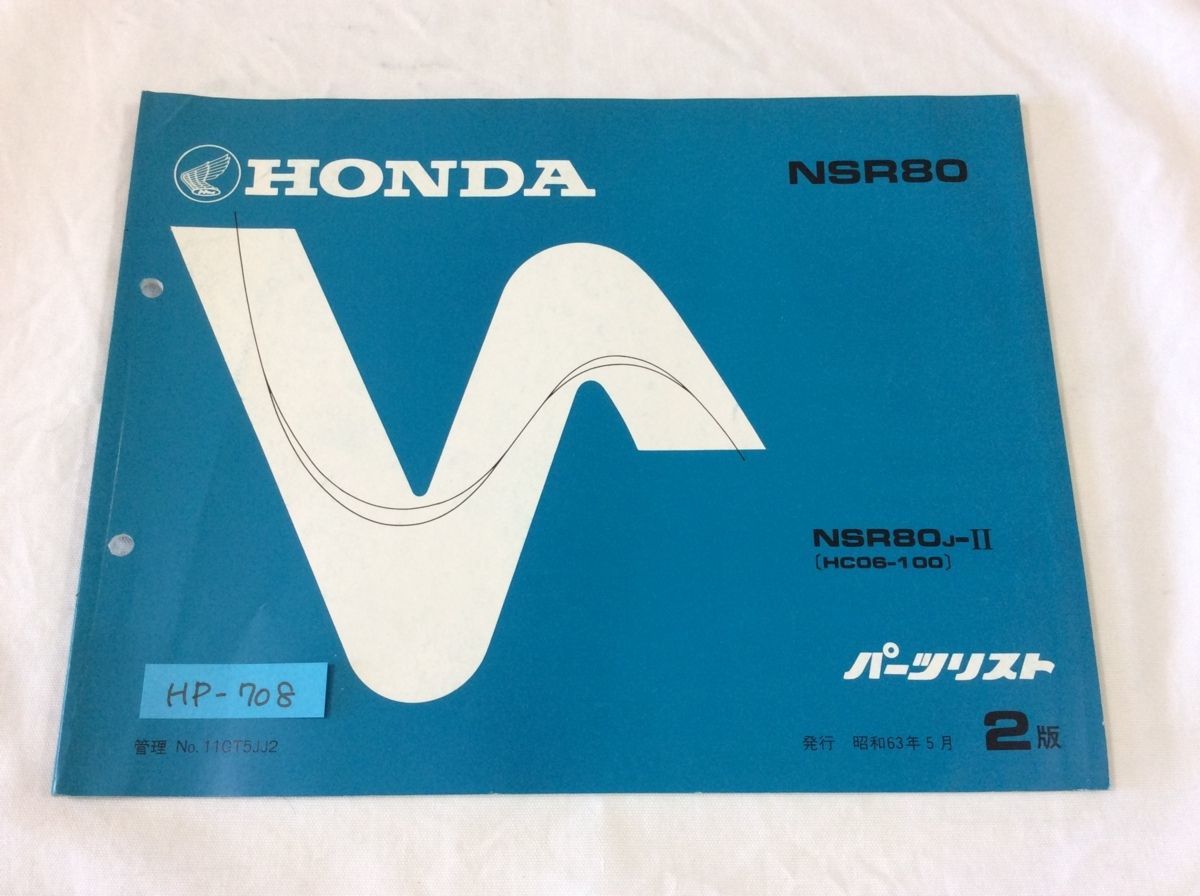 HONDA
NSR80
NSR80J-II
〔HC06-100〕
パーツリスト
HP-708
管理 No.11GT5JJ2
発行 昭和63年5月 2版